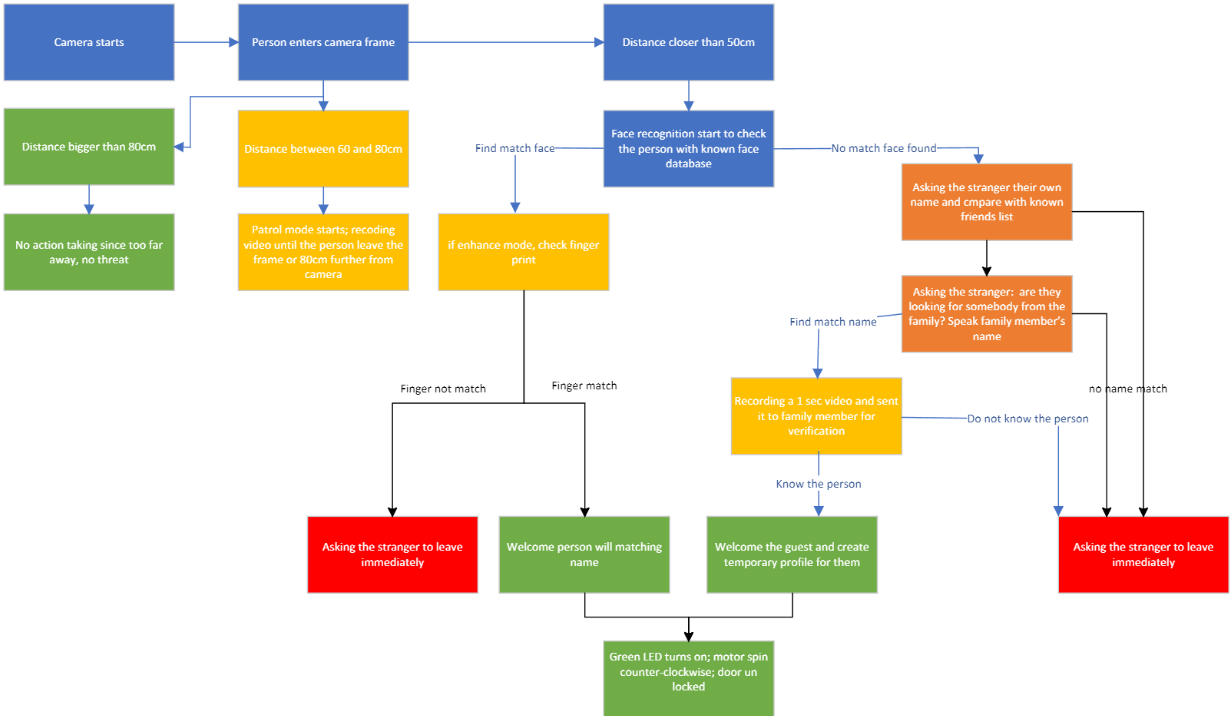 Camera starts
Person enters camera frame
Distance closer than 50cm
Distance bigger than 80cm
Distance between 60 and 80cm
Face recognition start to check
the person with known face
database
Find match face
No match face found
Asking the stranger their own
name and cmpare with known
friends list
No action taking since too far
away, no threat
Patrol mode starts; recoding
video until the person leave the
frame or 80cm further from
camera
if enhance mode, check finger
print
Asking the stranger:  are they
looking for somebody from the
family? Speak family member's
name
Find match name
Finger not match
Finger match
no name match
Recording a 1 sec video and sent
it to family member for
verification
Do not know the person
Know the person
Asking the stranger to leave
immediately
Welcome person will matching
name
Welcome the guest and create
temporary profile for them
Asking the stranger to leave
immediately
Green LED turns on; motor spin
counter-clockwise; door un
locked